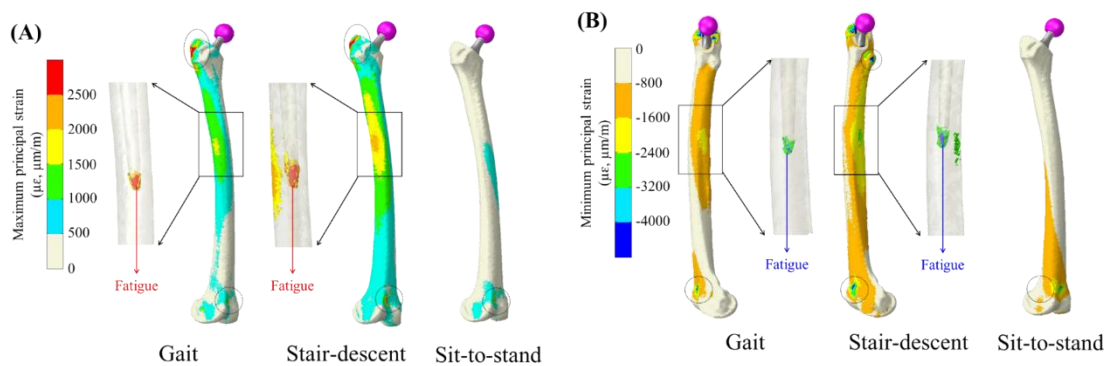 (A)
Maximum principal strain
(με, μm/m)
2500
2000
1500
1000
500
0
Fatigue
Fatigue
Gait
Stair-descent
Sit-to-stand
(B)
Minimum principal strain
(με, μm/m)
0
-800
-1600
-2400
-3200
-4000
Fatigue
Fatigue
Gait
Stair-descent
Sit-to-stand